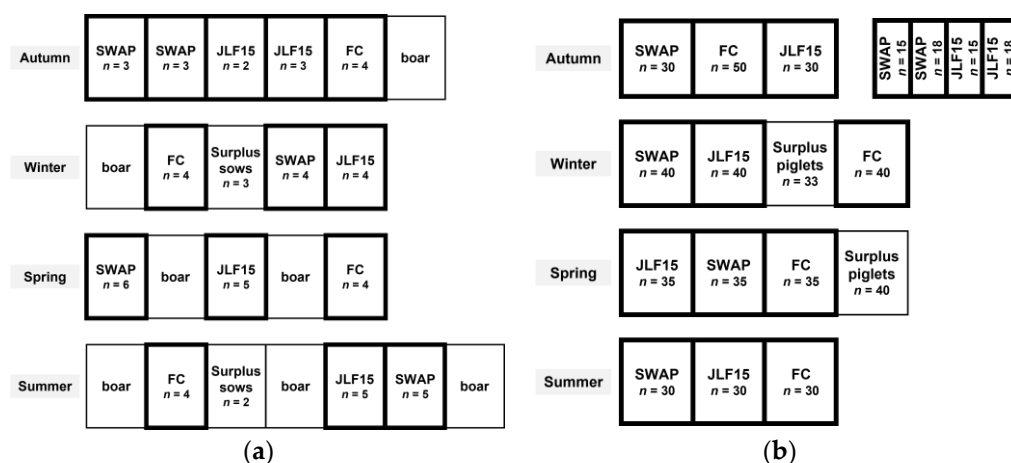 Autumn
SWAP
n = 3
SWAP
n = 3
JLF15
n = 2
JLF15
n = 3
FC
n = 4
boar
Winter
boar
FC
n = 4
Surplus
sows
n = 3
SWAP
n = 4
JLF15
n = 4
Spring
SWAP
n = 6
boar
JLF15
n = 5
boar
FC
n = 4
Summer
boar
FC
n = 4
Surplus
sows
n = 2
boar
JLF15
n = 5
SWAP
n = 5
boar
(a)
Autumn
SWAP
n = 30
FC
n = 50
JLF15
n = 30
SWAP
n = 15
SWAP
n = 18
JLF15
n = 15
JLF15
n = 18
Winter
SWAP
n = 40
JLF15
n = 40
Surplus
piglets
n = 33
FC
n = 40
Spring
JLF15
n = 35
SWAP
n = 35
FC
n = 35
Surplus
piglets
n = 40
Summer
SWAP
n = 30
JLF15
n = 30
FC
n = 30
(b)